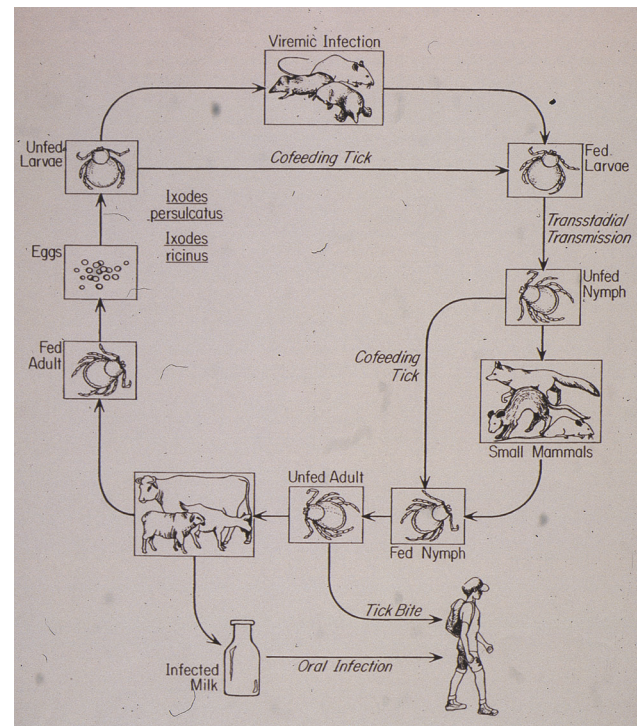 Viremic Infection
Unfed
Larvae
Cofeeding Tick
Fed
Larvae
Ixodes
persulcatus
Ixodes
ricinus
Transstadial
Transmission
Eggs
Unfed
Nymph
Fed
Adult
Cofeeding
Tick
Small Mammals
Unfed Adult
Fed Nymph
Tick Bite
Infected
Milk
Oral Infection